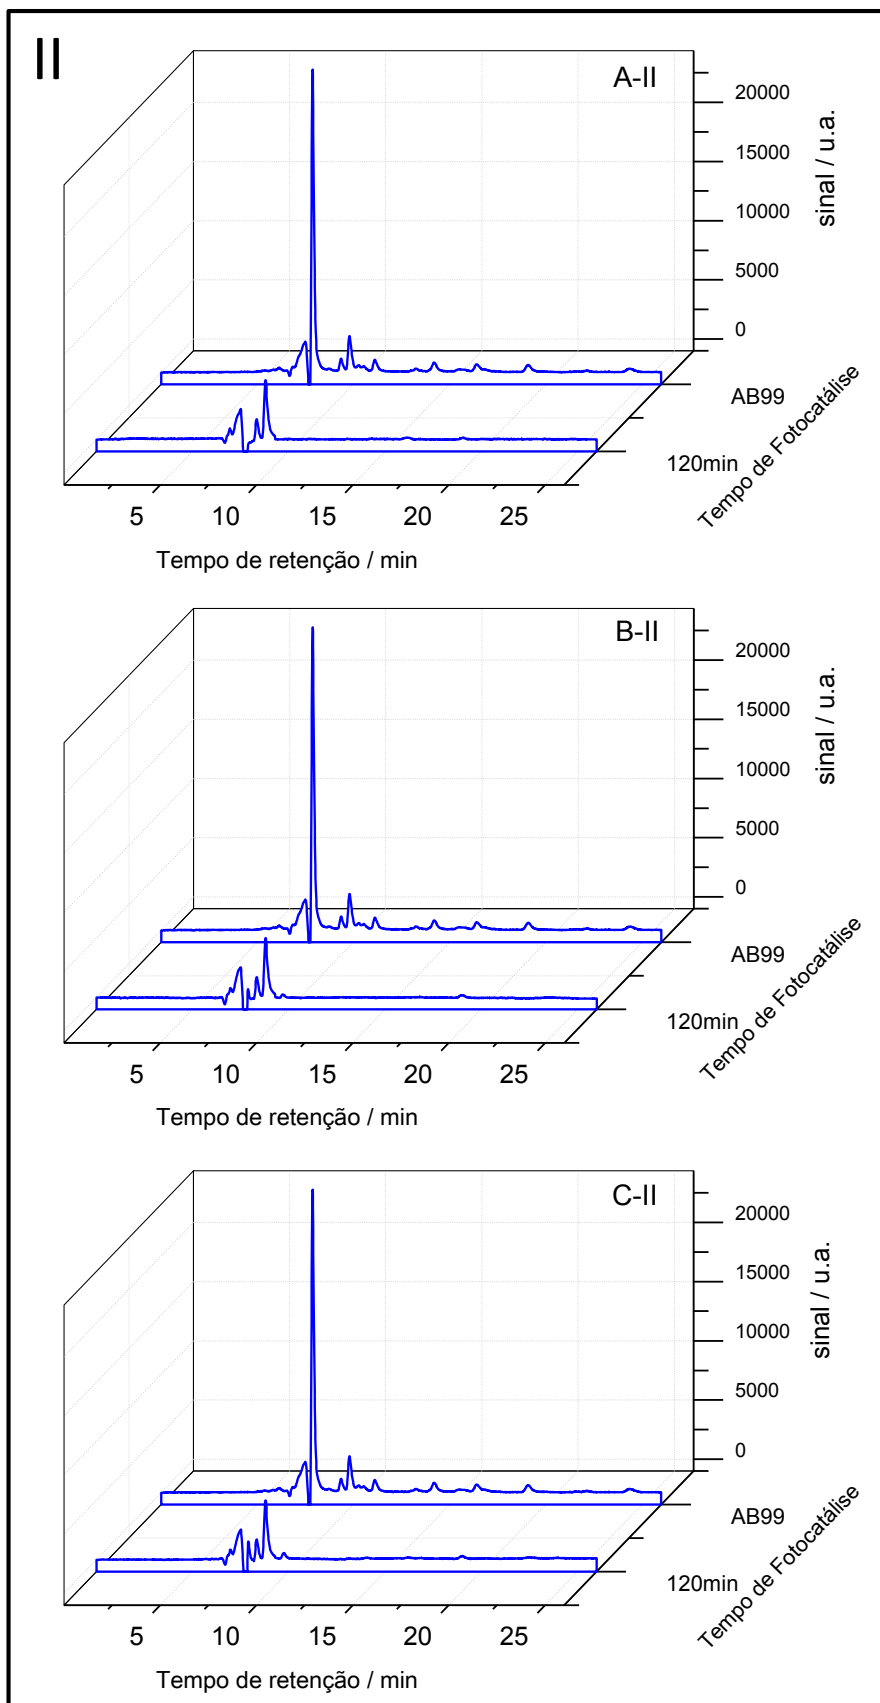 II
A-II
20000
15000
10000
5000
0
sinal / u.a.
AB99
120min
Tempo de Fotocatálise
5 10 15 20 25
Tempo de retenção / min
B-II
20000
15000
10000
5000
0
sinal / u.a.
AB99
120min
Tempo de Fotocatálise
5 10 15 20 25
Tempo de retenção / min
C-II
20000
15000
10000
5000
0
sinal / u.a.
AB99
120min
Tempo de Fotocatálise
5 10 15 20 25
Tempo de retenção / min